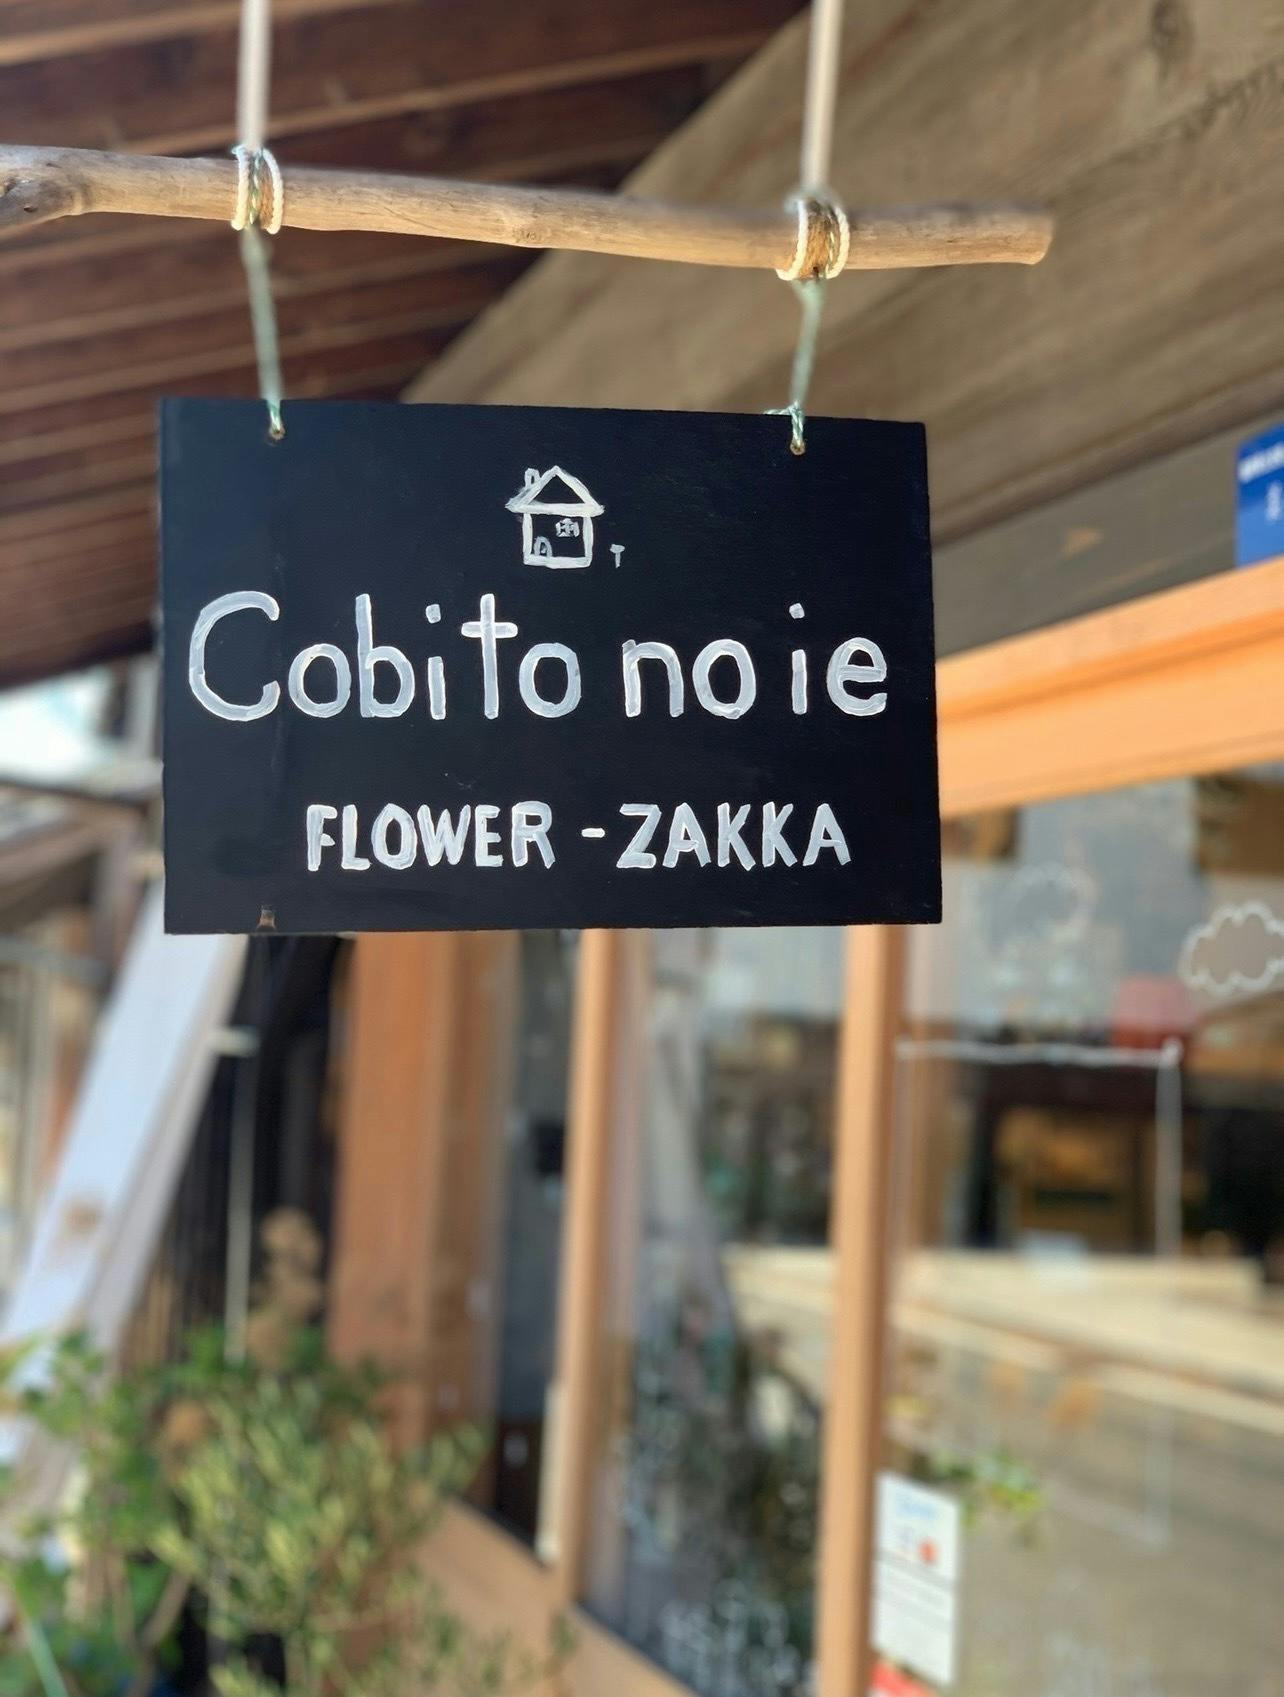 Cobito no ie
FLOWER - ZAKKA